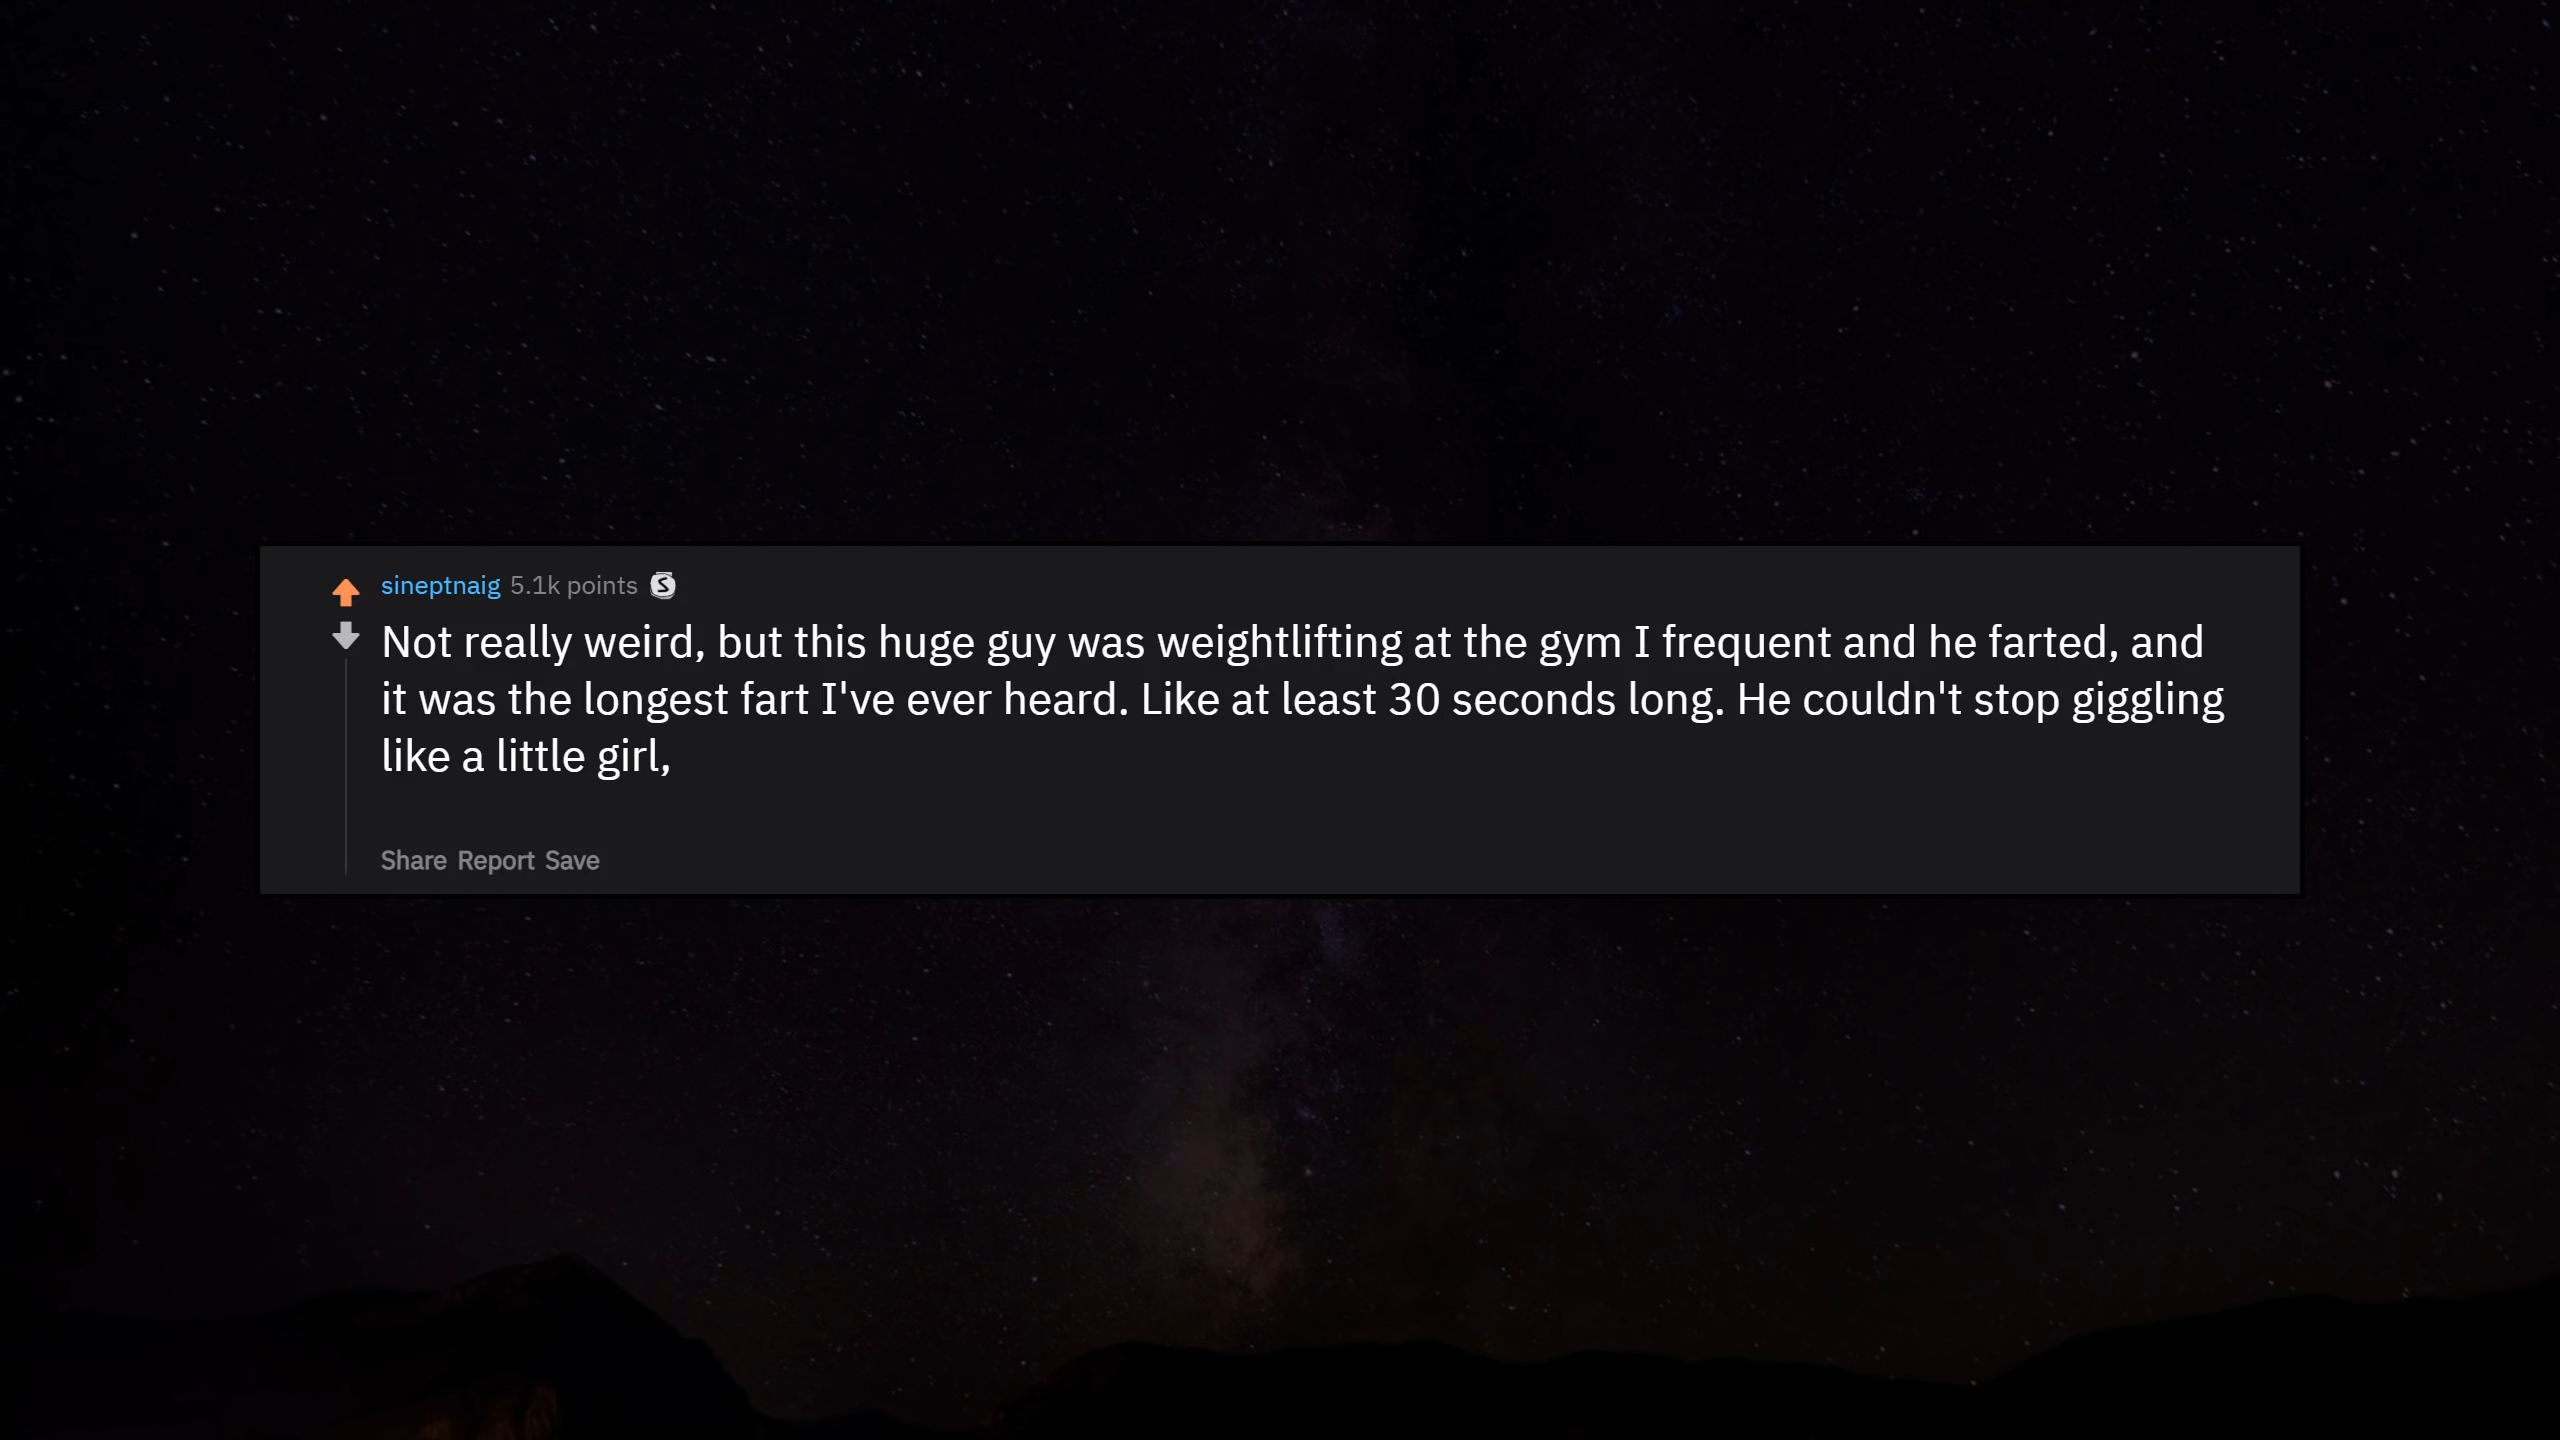 sineptnaig 5.1k points S
Not really weird, but this huge guy was weightlifting at the gym I frequent and he farted, and
it was the longest fart I've ever heard. Like at least 30 seconds long. He couldn't stop giggling
like a little girl,
Share Report Save